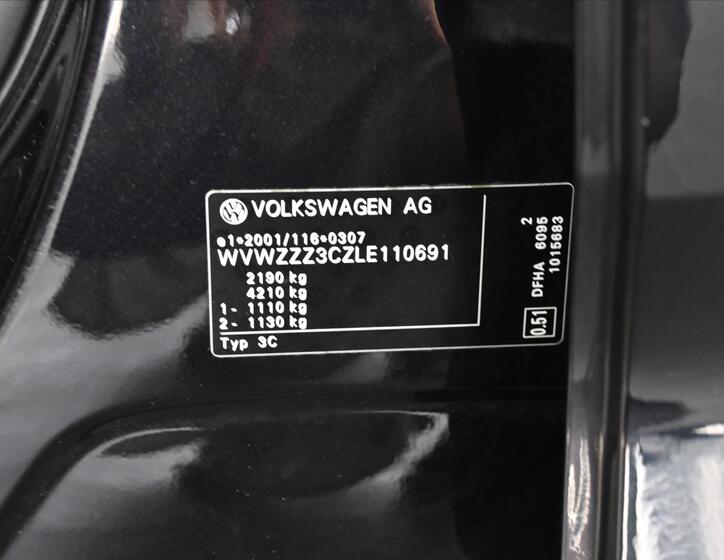 VOLKSWAGEN AG
e1*2001/116*0307
WVWZZZ3CZLE110691
2190 kg
4210 kg
1- 1110 kg
2- 1130 kg
Typ 3C
2
DFHA 6095
1015683
0.51